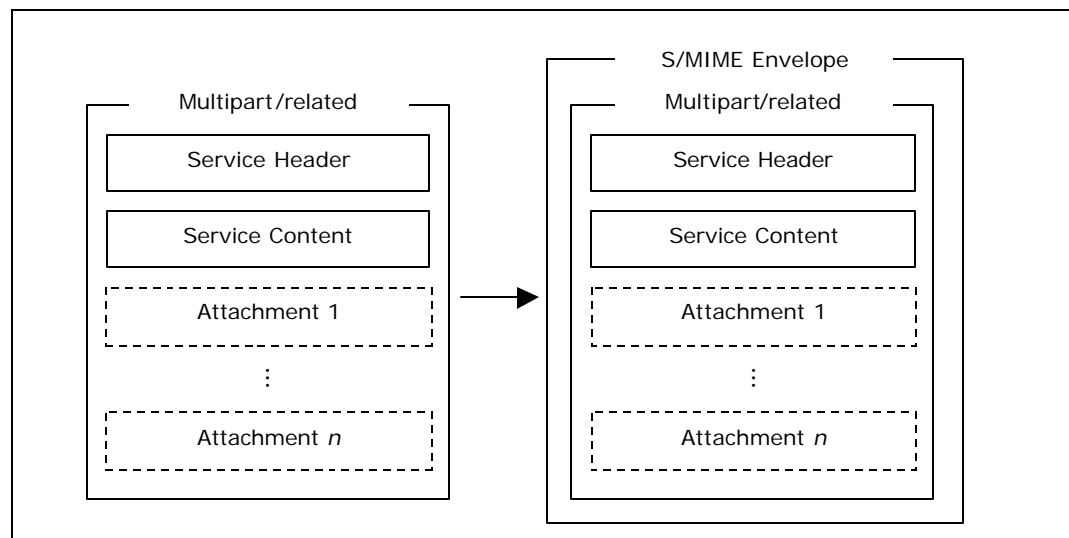 Multipart/related
Service Header
Service Content
Attachment 1
⋮
Attachment n
S/MIME Envelope
Multipart/related
Service Header
Service Content
Attachment 1
⋮
Attachment n